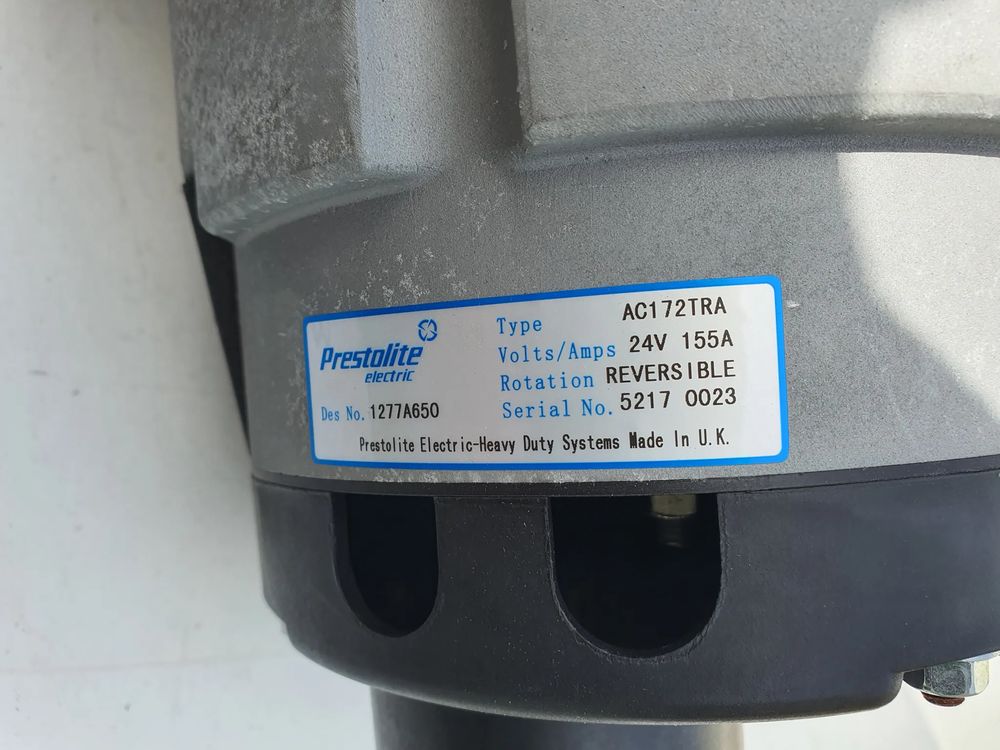 Prestolite
electric
Des No. 1277A650
Type AC172TRA
Volts/Amps 24V 155A
Rotation REVERSIBLE
Serial No. 5217 0023
Prestolite Electric-Heavy Duty Systems Made In U.K.